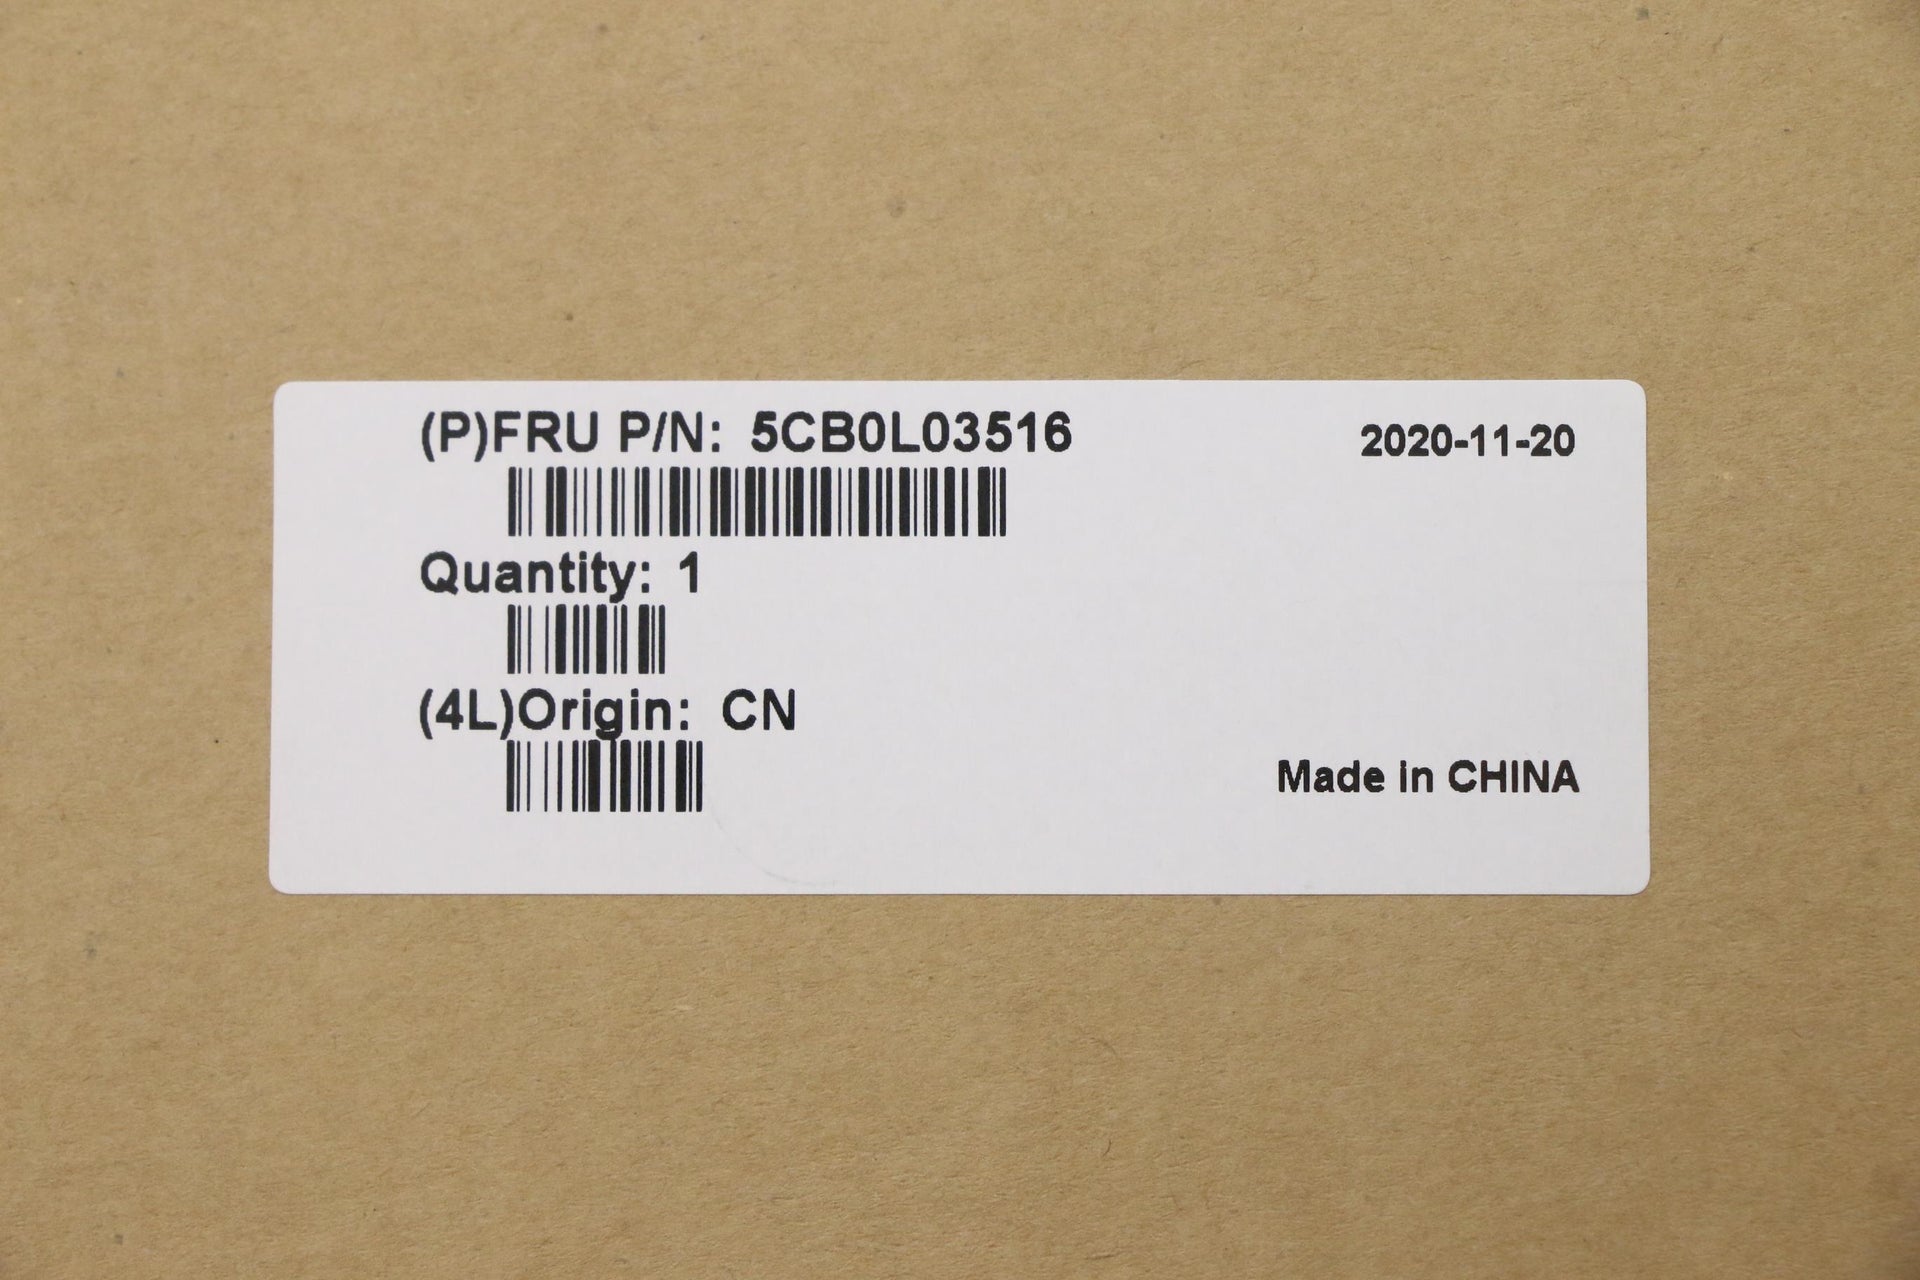 (P)FRU P/N: 5CB0L03516
2020-11-20
Quantity: 1
(4L)Origin: CN
Made in CHINA